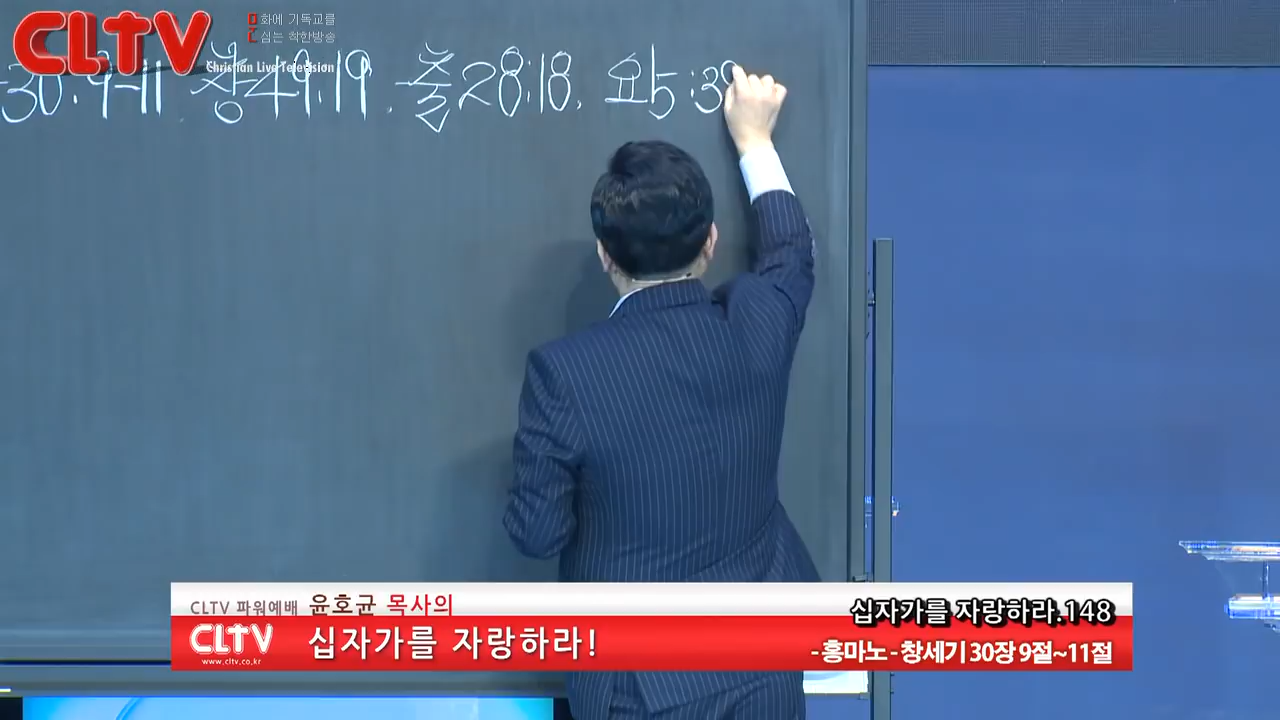 CLTV
문화에 기독교를
심는 착한방송
Christian Live Television
30:9-11, 창49:19, 출28:18, 요5:39
CLTV 파워예배 윤호균 목사의
십자가를 자랑하라.148
CLTV
www.cltv.co.kr
십자가를 자랑하라!
- 홍마노 - 창세기 30장 9절~11절